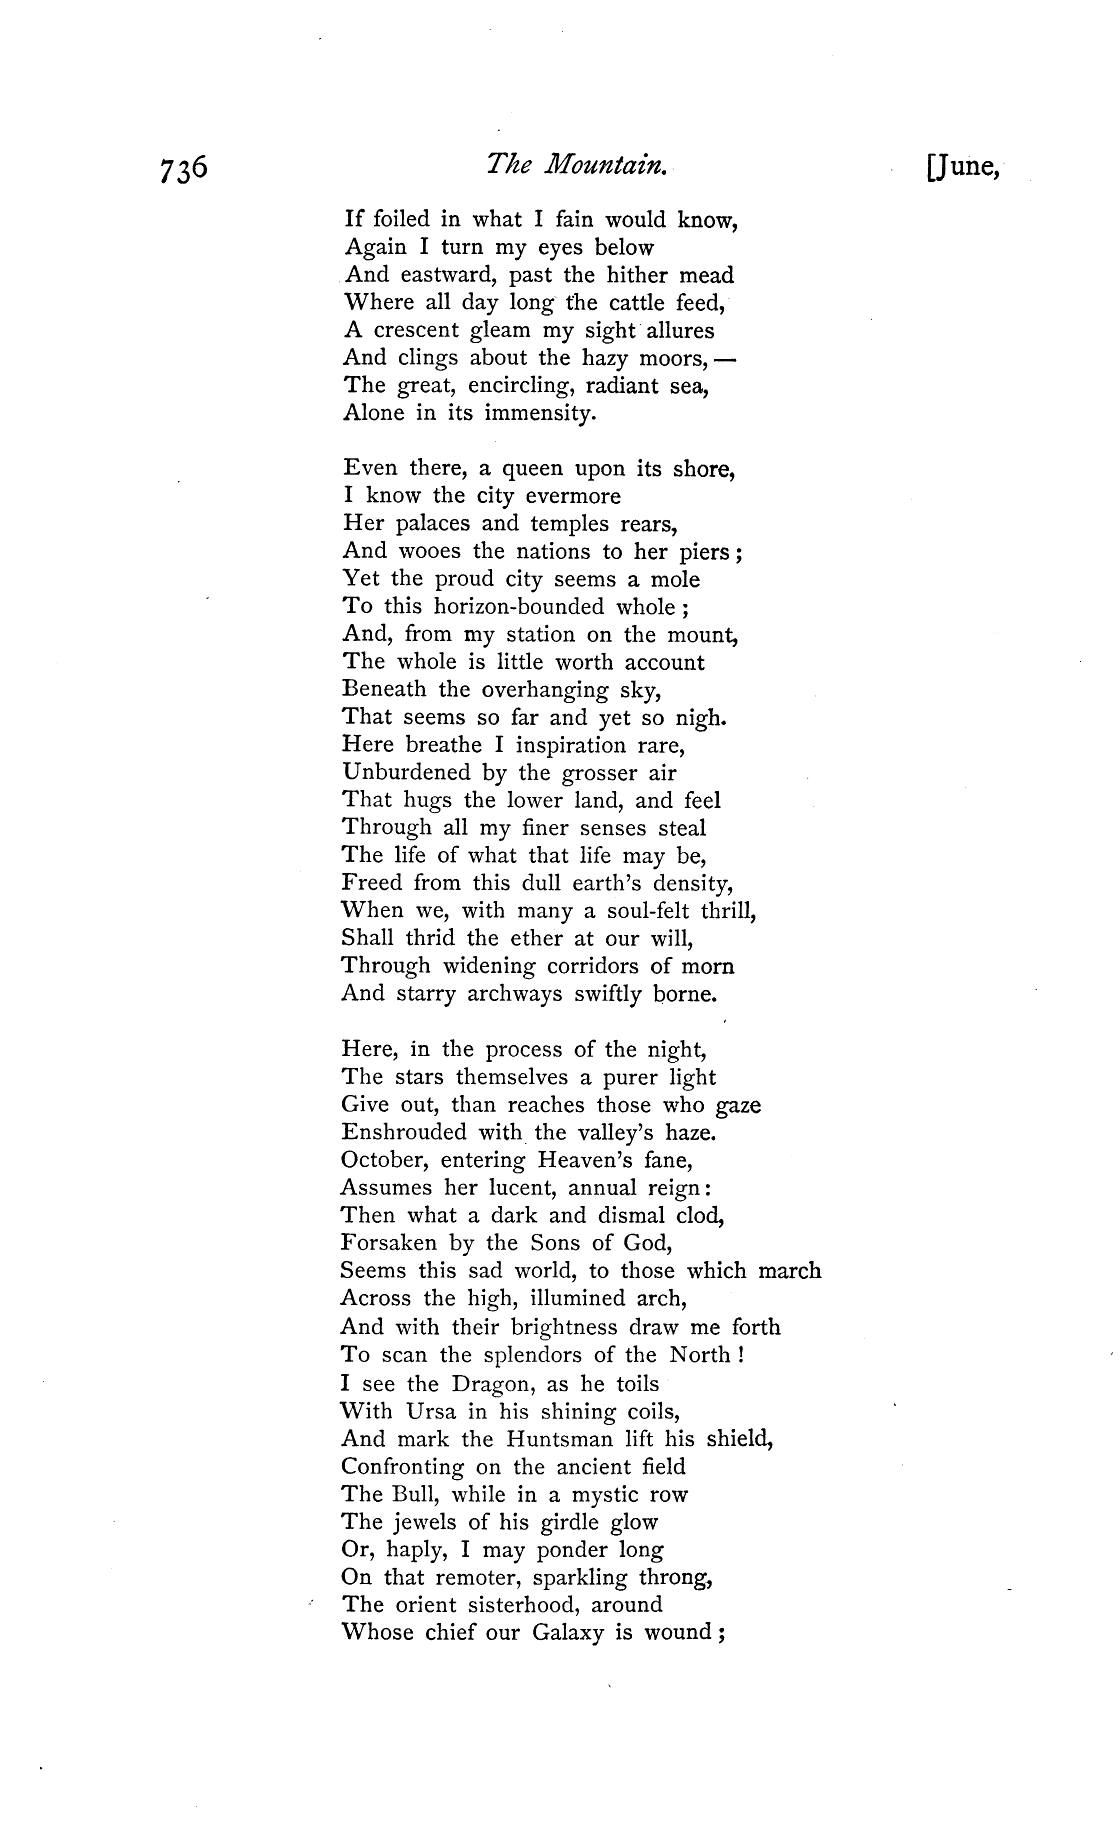 736 The Mountain. [June,
If foiled in what I fain would know,
Again I turn my eyes below
And eastward, past the hither mead
Where all day long the cattle feed,
A crescent gleam my sight allures
And clings about the hazy moors, —
The great, encircling, radiant sea,
Alone in its immensity.

Even there, a queen upon its shore,
I know the city evermore
Her palaces and temples rears,
And wooes the nations to her piers ;
Yet the proud city seems a mole
To this horizon-bounded whole ;
And, from my station on the mount,
The whole is little worth account
Beneath the overhanging sky,
That seems so far and yet so nigh.
Here breathe I inspiration rare,
Unburdened by the grosser air
That hugs the lower land, and feel
Through all my finer senses steal
The life of what that life may be,
Freed from this dull earth's density,
When we, with many a soul-felt thrill,
Shall thrid the ether at our will,
Through widening corridors of morn
And starry archways swiftly borne.

Here, in the process of the night,
The stars themselves a purer light
Give out, than reaches those who gaze
Enshrouded with the valley's haze.
October, entering Heaven's fane,
Assumes her lucent, annual reign :
Then what a dark and dismal clod,
Forsaken by the Sons of God,
Seems this sad world, to those which march
Across the high, illumined arch,
And with their brightness draw me forth
To scan the splendors of the North !
I see the Dragon, as he toils
With Ursa in his shining coils,
And mark the Huntsman lift his shield,
Confronting on the ancient field
The Bull, while in a mystic row
The jewels of his girdle glow
Or, haply, I may ponder long
On that remoter, sparkling throng,
The orient sisterhood, around
Whose chief our Galaxy is wound ;